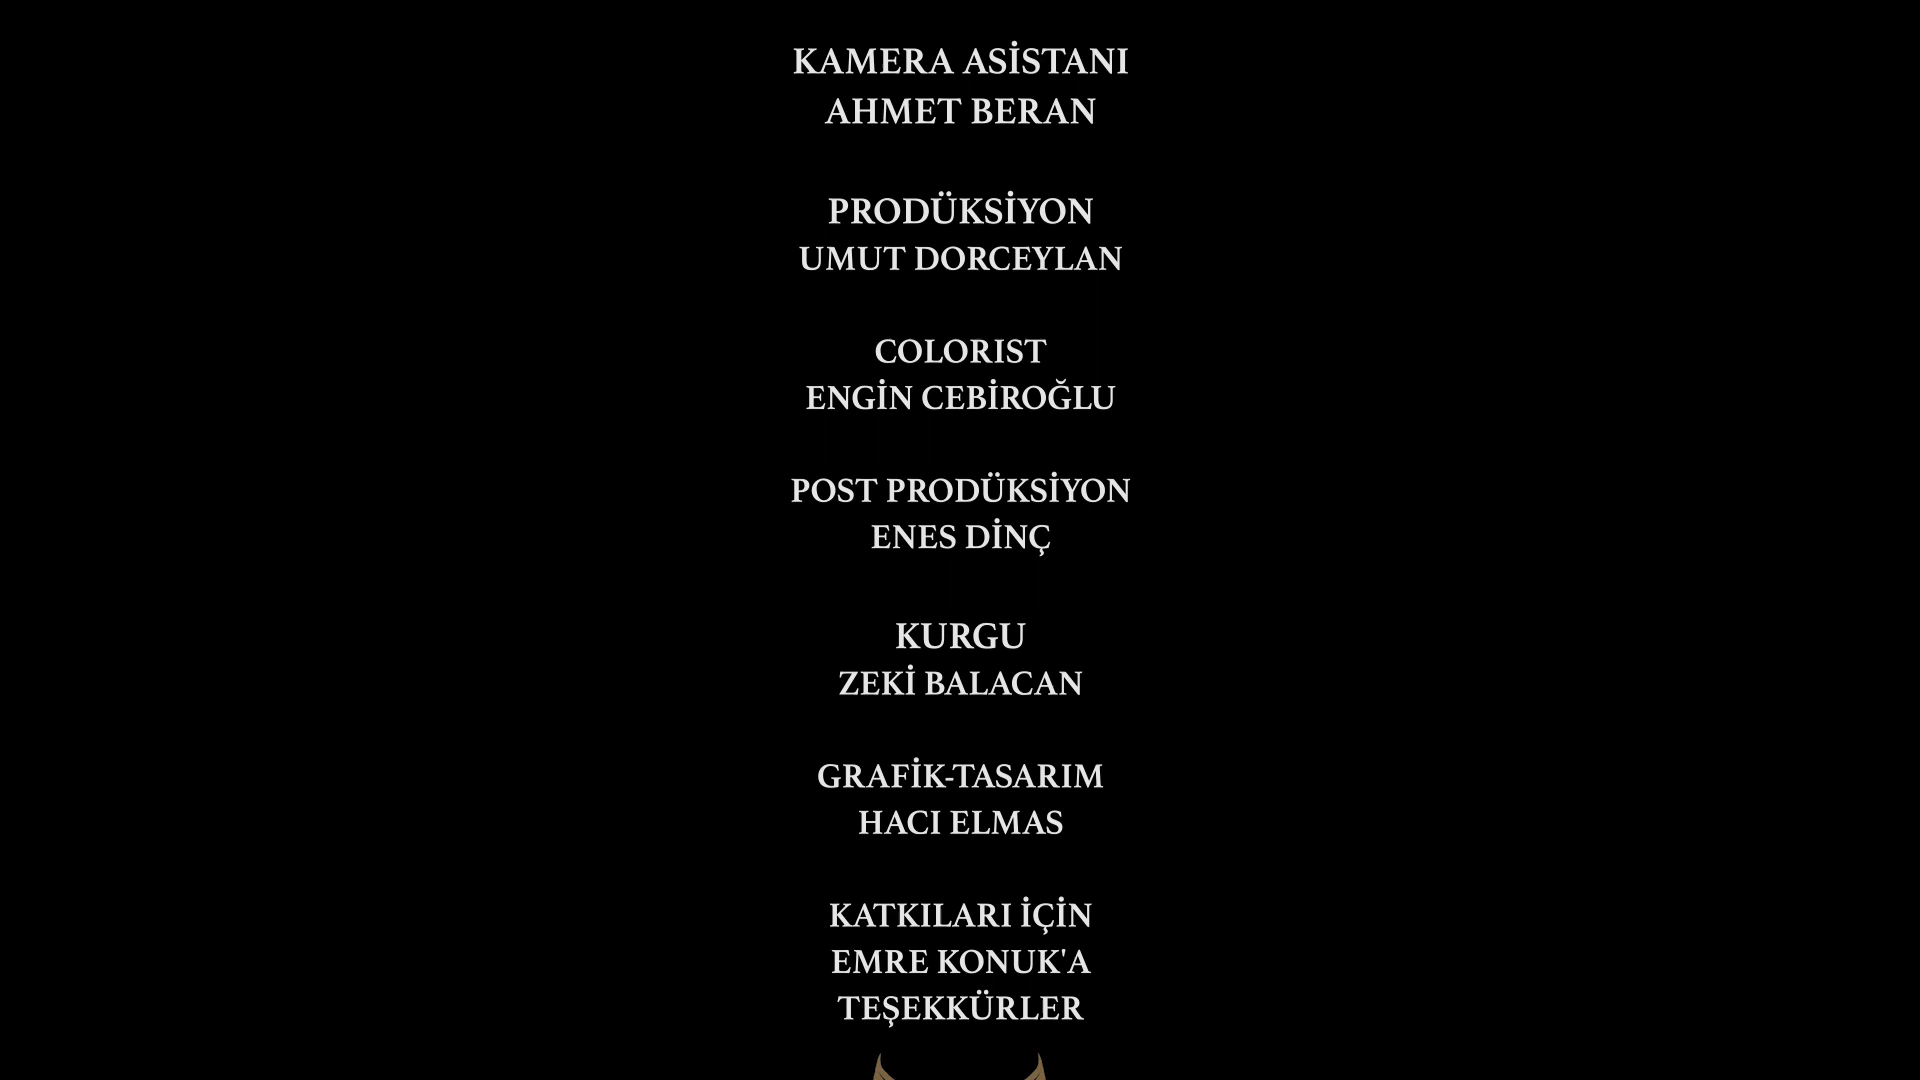 KAMERA ASİSTANI
AHMET BERAN
PRODÜKSİYON
UMUT DORCEYLAN
COLORIST
ENGİN CEBİROĞLU
POST PRODÜKSİYON
ENES DİNÇ
KURGU
ZEKİ BALACAN
GRAFİK-TASARIM
HACI ELMAS
KATKILARI İÇİN
EMRE KONUK'A
TEŞEKKÜRLER